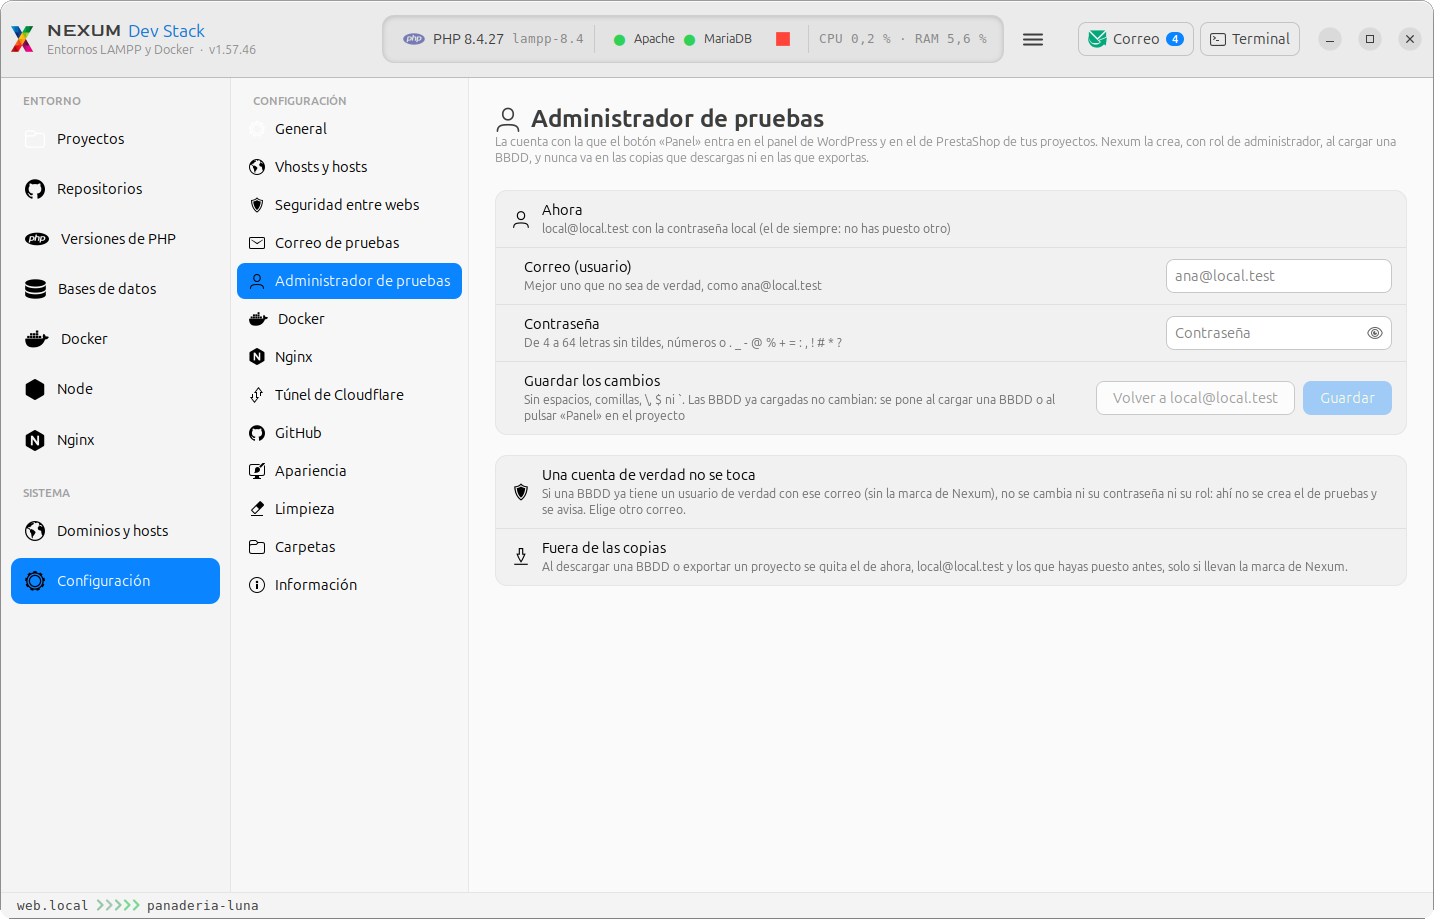 NEXUM Dev Stack
Entornos LAMPP y Docker · v1.57.46
php PHP 8.4.27 lampp-8.4
Apache
MariaDB
CPU 0,2 % · RAM 5,6 %
Correo 4
Terminal
ENTORNO
Proyectos
Repositorios
php Versiones de PHP
Bases de datos
Docker
Node
N Nginx
SISTEMA
Dominios y hosts
Configuración
CONFIGURACIÓN
General
Vhosts y hosts
Seguridad entre webs
Correo de pruebas
Administrador de pruebas
Docker
N Nginx
Túnel de Cloudflare
GitHub
Apariencia
Limpieza
Carpetas
Información
Administrador de pruebas
La cuenta con la que el botón «Panel» entra en el panel de WordPress y en el de PrestaShop de tus proyectos. Nexum la crea, con rol de administrador, al cargar una
BBDD, y nunca va en las copias que descargas ni en las que exportas.
Ahora
local@local.test con la contraseña local (el de siempre: no has puesto otro)
Correo (usuario)
Mejor uno que no sea de verdad, como ana@local.test
ana@local.test
Contraseña
De 4 a 64 letras sin tildes, números o . _ - @ % + = : , ! # * ?
Contraseña
Guardar los cambios
Sin espacios, comillas, \, $ ni `. Las BBDD ya cargadas no cambian: se pone al cargar una BBDD o al
pulsar «Panel» en el proyecto
Volver a local@local.test
Guardar
Una cuenta de verdad no se toca
Si una BBDD ya tiene un usuario de verdad con ese correo (sin la marca de Nexum), no se cambia ni su contraseña ni su rol: ahí no se crea el de pruebas y
se avisa. Elige otro correo.
Fuera de las copias
Al descargar una BBDD o exportar un proyecto se quita el de ahora, local@local.test y los que hayas puesto antes, solo si llevan la marca de Nexum.
web.local ❯❯❯❯❯ panaderia-luna